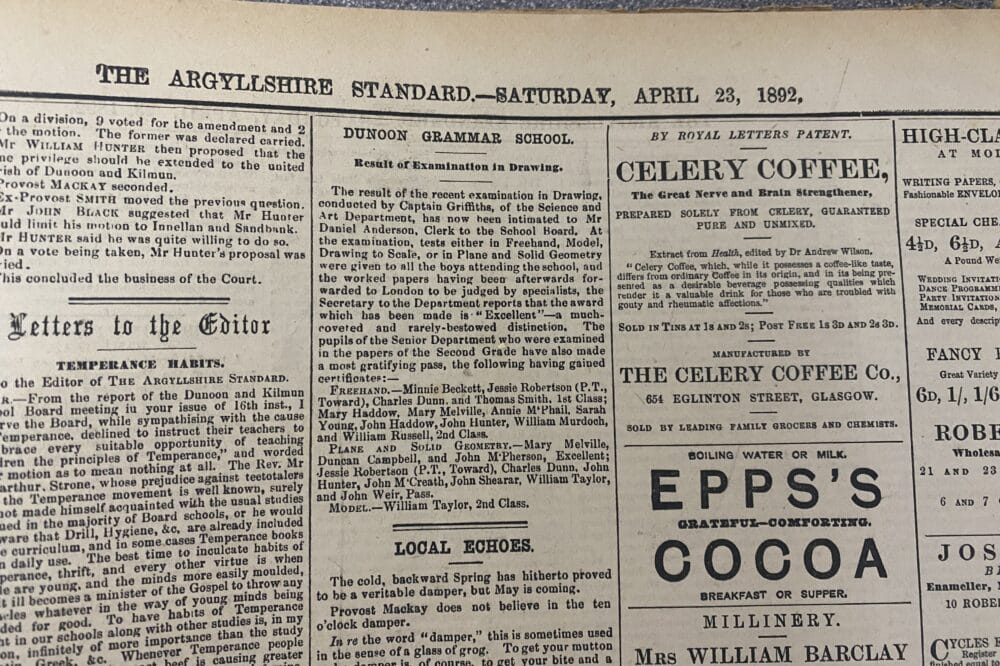 THE ARGYLLSHIRE STANDARD.—SATURDAY, APRIL 23, 1892.
On a division, 9 voted for the amendment and 2
the motion. The former was declared carried.
Mr WILLIAM HUNTER then proposed that the
privilege should be extended to the united
of Dunoon and Kilmun.
Provost MACKAY seconded.
Ex-Provost SMITH moved the previous question.
Mr JOHN BLACK suggested that Mr Hunter
limit his motion to Innellan and Sandbank.
Mr HUNTER said he was quite willing to do so.
On a vote being taken, Mr Hunter's proposal was
This concluded the business of the Court.
Letters to the Editor
TEMPERANCE HABITS.
to the Editor of THE ARGYLLSHIRE STANDARD.
—From the report of the Dunoon and Kilmun
Board meeting iu your issue of 16th inst., I
the Board, while sympathising with the cause
Temperance, declined to instruct their teachers to
every suitable opportunity of teaching
the principles of Temperance," and worded
motion as to mean nothing at all. The Rev. Mr
Strone, whose prejudice against teetotalers
the Temperance movement is well known, surely
not made himself acquainted with the usual studies
in the majority of Board schools, or he would
that Drill, Hygiene, &c. are already included
curriculum, and in some cases Temperance books
daily use. The best time to inculcate habits of
thrift, and every other virtue is when
are young, and the minds more easily moulded,
ill becomes a minister of the Gospel to throw any
whatever in the way of young minds being
for good. To have habits of Temperance
in our schools along with other studies is, in my
infinitely of more importance than the study
Greek, &c. Whenever Temperance people
beef is causing greater
DUNOON GRAMMAR SCHOOL.
Result of Examination in Drawing.
The result of the recent examination in Drawing,
conducted by Captain Griffiths, of the Science and
Art Department, has now been intimated to Mr
Daniel Anderson, Clerk to the School Board. At
the examination, tests either in Freehand, Model,
Drawing to Scale, or in Plane and Solid Geometry
were given to all the boys attending the school, and
the worked papers having been afterwards for-
warded to London to be judged by specielists, the
Secretary to the Department reports that the award
which has been made is "Excellent"—a much-
covered and rarely-bestowed distinction. The
pupils of the Senior Department who were examined
in the papers of the Second Grade have also made
a most gratifying pass, the following having gained
certificates:—
FREEHAND.—Minnie Beckett, Jessie Robertson (P.T.,
Toward), Charles Dunn. and Thomas Smith. 1st Class;
Mary Haddow, Mary Melville, Annie M'Phail, Sarah
Young, John Haddow, John Hunter, William Murdoch,
and William Russell, 2nd Class.
PLANE AND SOLID GEOMETRY.—Mary Melville,
Duncan Campbell, and John M'Pherson, Excellent;
Jessie Robertson (P.T., Toward), Charles Dunn, John
Hunter, John M'Creath, John Shearar, William Taylor,
and John Weir, Pass.
MODEL.—William Taylor, 2nd Class.
LOCAL ECHOES.
The cold, backward Spring has hitherto proved
to be a veritable damper, but May is coming.
Provost Mackay does not believe in the ten
o'clock damper.
In re the word "damper," this is sometimes used
in the sense of a glass of grog. To get your mutton
damper is, of course, to get your bite and a
BY ROYAL LETTERS PATENT.
CELERY COFFEE,
The Great Nerve and Brain Strengthener,
PREPARED SOLELY FROM CELERY, GUARANTEED
PURE AND UNMIXED.
Extract from Health, edited by Dr Andrew Wilson.
"Celery Coffee, which, while it possesses a coffee-like taste,
differs from ordinary Coffee in its origin, and in its being pre-
sented as a desirable beverage possessing qualities which
render it a valuable drink for those who are troubled with
gouty and rheumatic affections."
SOLD IN TINS AT 1S AND 2S; POST FREE 1S 3D AND 2S 3D.
MANUFACTURED BY
THE CELERY COFFEE Co.,
654 EGLINTON STREET, GLASGOW.
SOLD BY LEADING FAMILY GROCERS AND CHEMISTS.
BOILING WATER OR MILK.
EPPS'S
GRATEFUL—COMFORTING.
COCOA
BREAKFAST OR SUPPER.
MILLINERY.
MRS WILLIAM BARCLAY
HIGH-CLA
AT MO
WRITING PAPERS,
Fashionable ENVELO
SPECIAL CHE
4½D, 6½D,
A Pound We
WEDDING INVITAT
DANCE PROGRAMM
PARTY INVITATION
MEMORIAL CARDS,
And every descrip
FANCY
Great Variety
6D, 1/, 1/6
ROBE
Wholesa
21 AND 23
6 AND 7
JOS
Enameller,
10 ROBE
CYCLES
Register